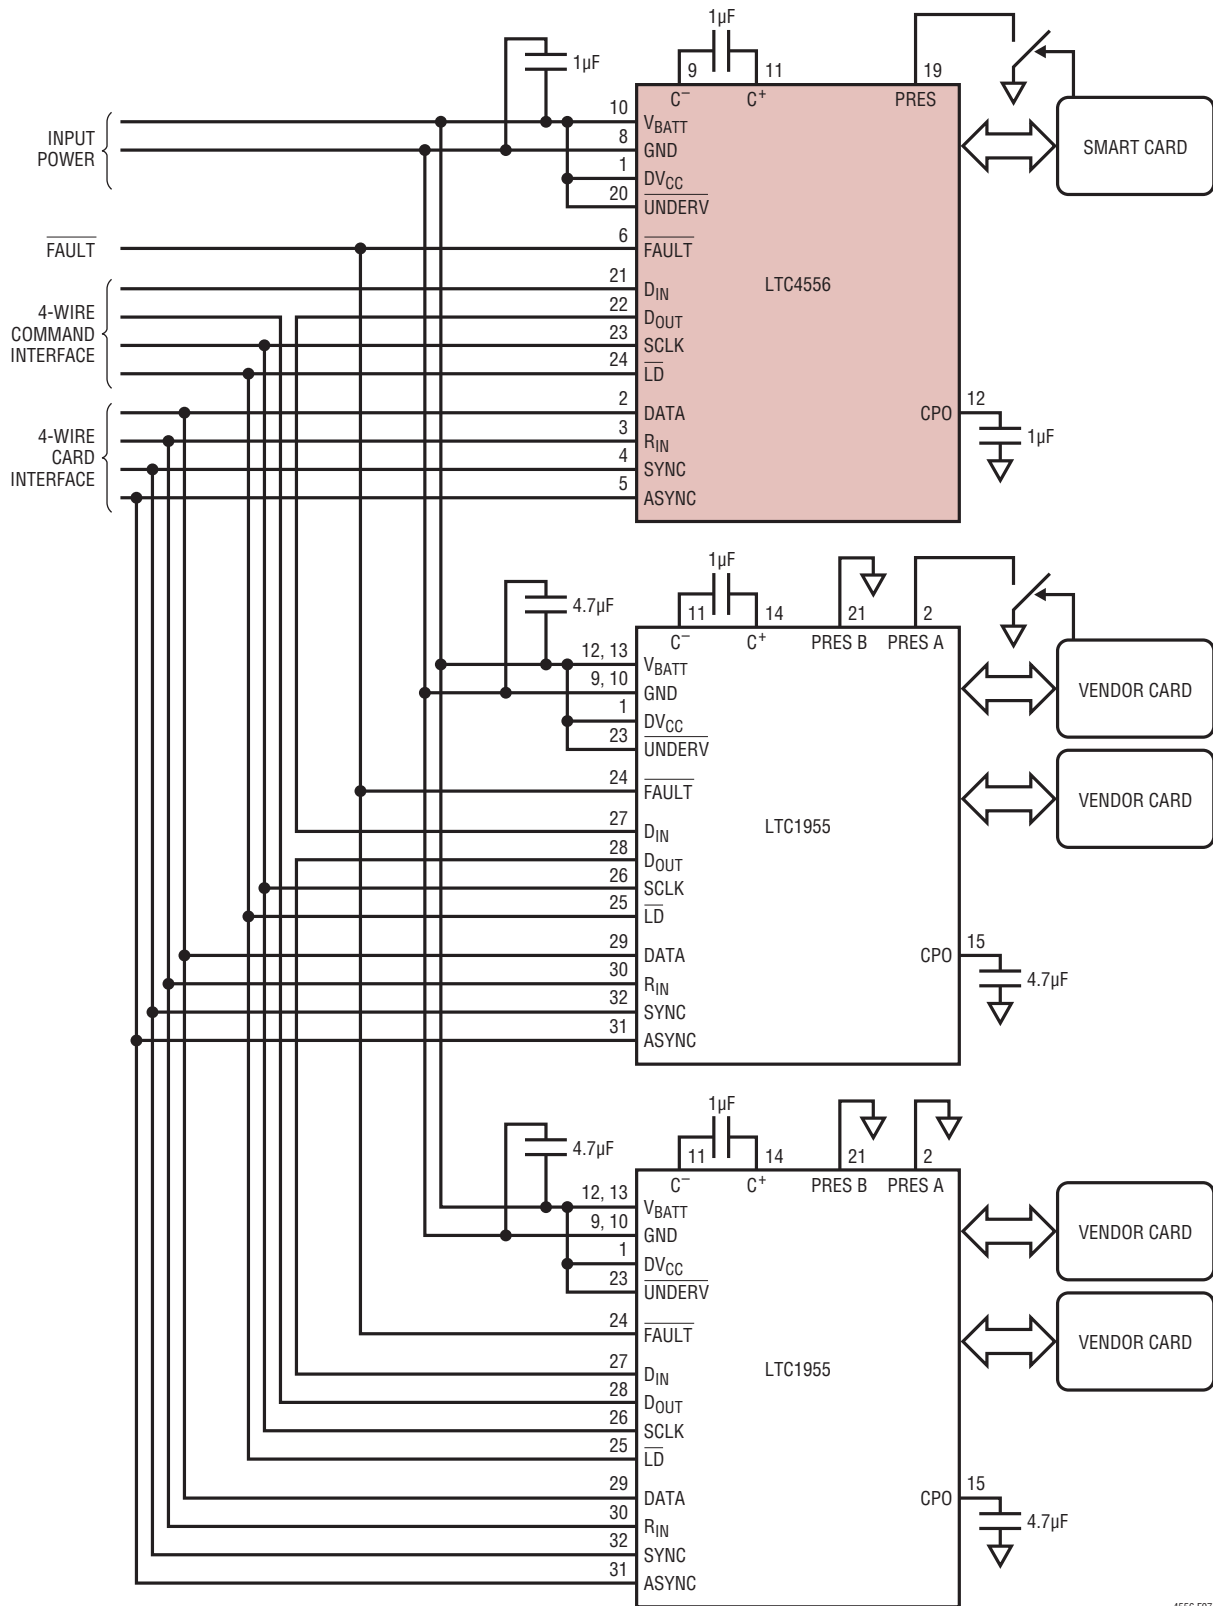 1µF
1µF
9
11
19
C–
C+
PRES
INPUT
POWER
10
VBATT
8
GND
1
DVCC
20
UNDERV
SMART CARD
FAULT
6
FAULT
4-WIRE
COMMAND
INTERFACE
21
DIN
22
DOUT
23
SCLK
24
LD
LTC4556
4-WIRE
CARD
INTERFACE
2
DATA
3
RIN
4
SYNC
5
ASYNC
CPO
12
1µF
1µF
4.7µF
11
14
21
2
C–
C+
PRES B
PRES A
12, 13
VBATT
9, 10
GND
1
DVCC
23
UNDERV
24
FAULT
27
DIN
28
DOUT
26
SCLK
25
LD
29
DATA
30
RIN
32
SYNC
31
ASYNC
LTC1955
VENDOR CARD
VENDOR CARD
CPO
15
4.7µF
1µF
4.7µF
11
14
21
2
C–
C+
PRES B
PRES A
12, 13
VBATT
9, 10
GND
1
DVCC
23
UNDERV
24
FAULT
27
DIN
28
DOUT
26
SCLK
25
LD
29
DATA
30
RIN
32
SYNC
31
ASYNC
LTC1955
VENDOR CARD
VENDOR CARD
CPO
15
4.7µF